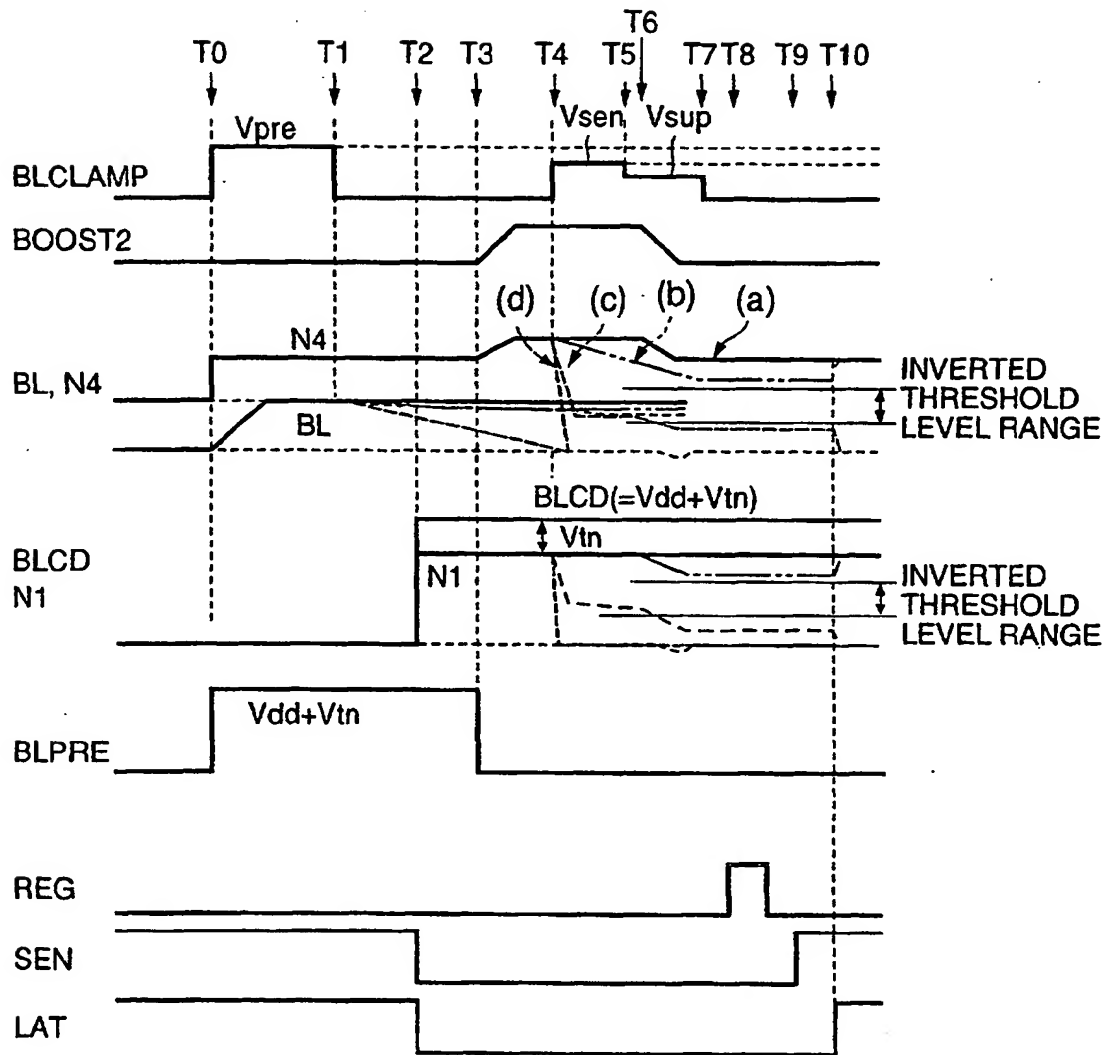 T6
T0 T1 T2 T3 T4 T5 T7 T8 T9 T10
Vpre Vsen Vsup
BLCLAMP
BOOST2
(d) (c) (b) (a)
N4
BL, N4
INVERTED
THRESHOLD
LEVEL RANGE
BL
BLCD(=Vdd+Vtn)
Vtn
BLCD
N1
N1
INVERTED
THRESHOLD
LEVEL RANGE
Vdd+Vtn
BLPRE
REG
SEN
LAT